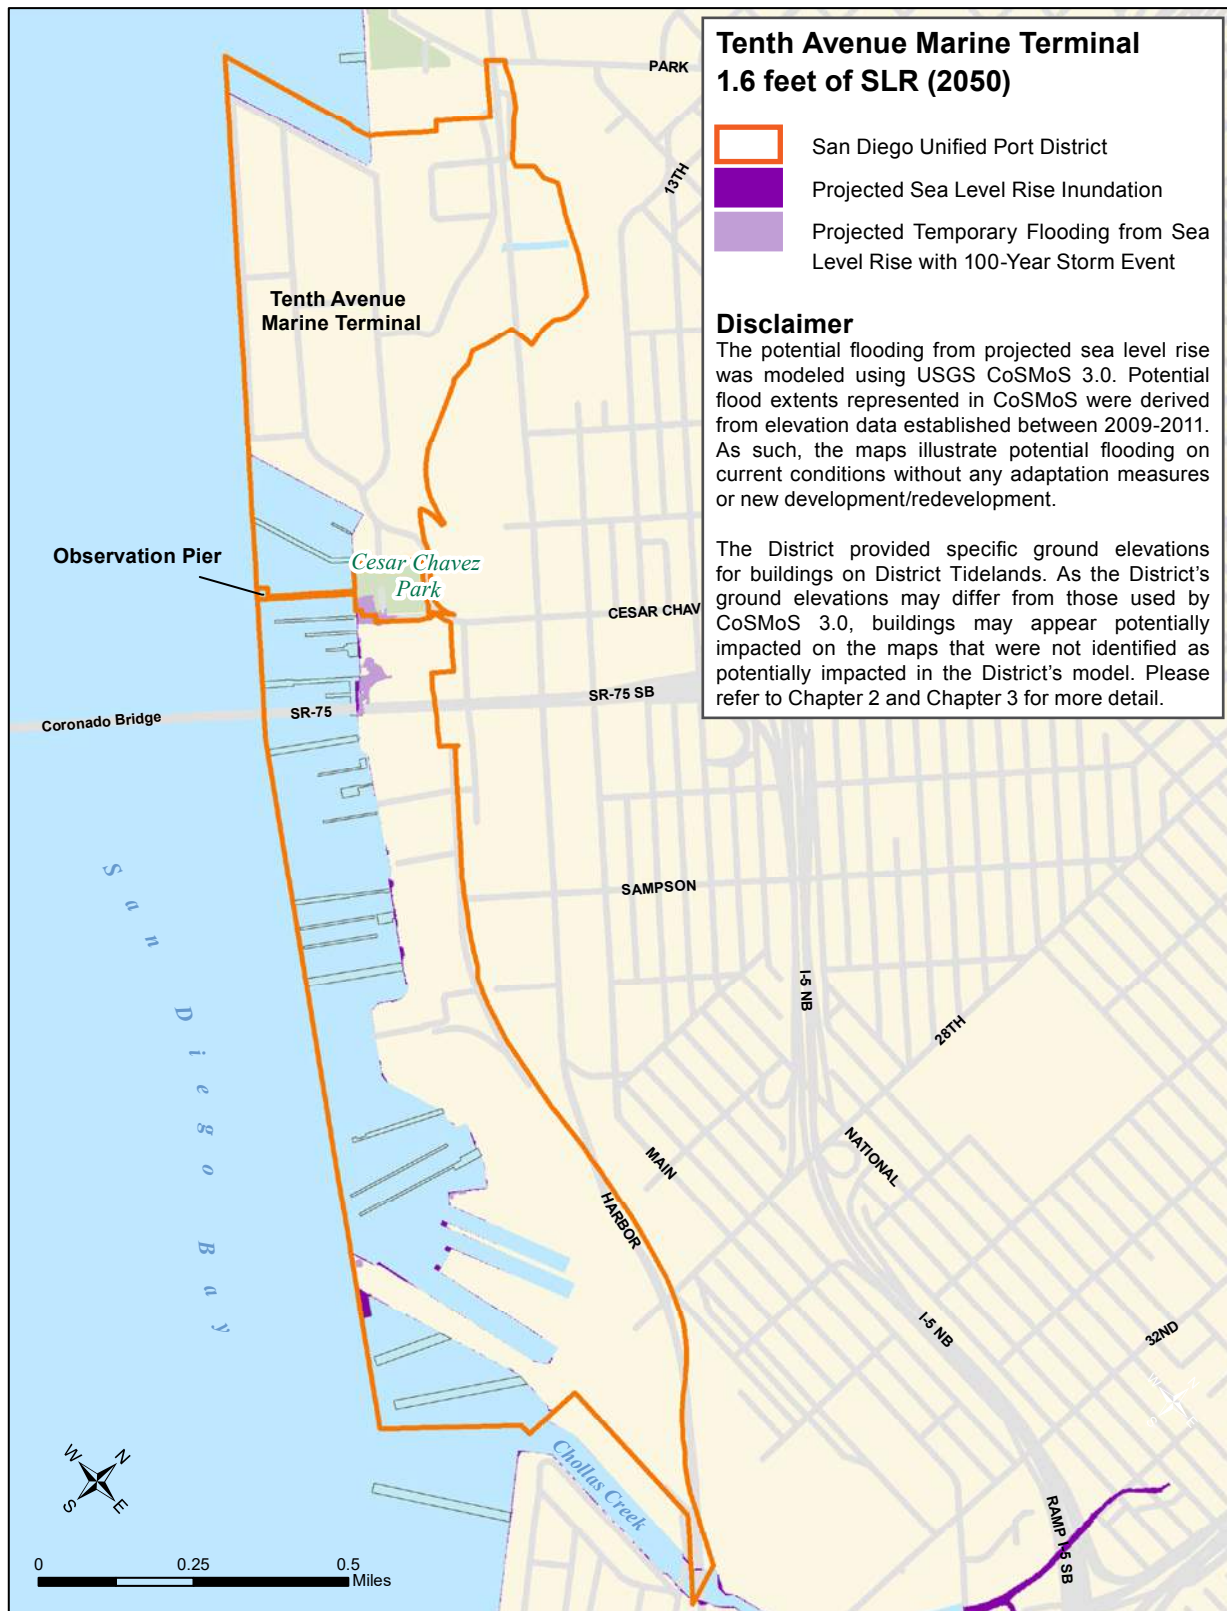 Tenth Avenue Marine Terminal
1.6 feet of SLR (2050)
San Diego Unified Port District
Projected Sea Level Rise Inundation
Projected Temporary Flooding from Sea
Level Rise with 100-Year Storm Event
Disclaimer
The potential flooding from projected sea level rise
was modeled using USGS CoSMoS 3.0. Potential
flood extents represented in CoSMoS were derived
from elevation data established between 2009-2011.
As such, the maps illustrate potential flooding on
current conditions without any adaptation measures
or new development/redevelopment.
The District provided specific ground elevations
for buildings on District Tidelands. As the District's
ground elevations may differ from those used by
CoSMoS 3.0, buildings may appear potentially
impacted on the maps that were not identified as
potentially impacted in the District's model. Please
refer to Chapter 2 and Chapter 3 for more detail.
PARK
13TH
Tenth Avenue
Marine Terminal
Observation Pier
Cesar Chavez
Park
CESAR CHAV
SR-75 SB
SR-75
Coronado Bridge
SAMPSON
San Diego Bay
I-5 NB
28TH
MAIN
NATIONAL
HARBOR
I-5 NB
32ND
W N
S E
Chollas Creek
RAMP I-5 SB
W N
S E
0 0.25 0.5
Miles